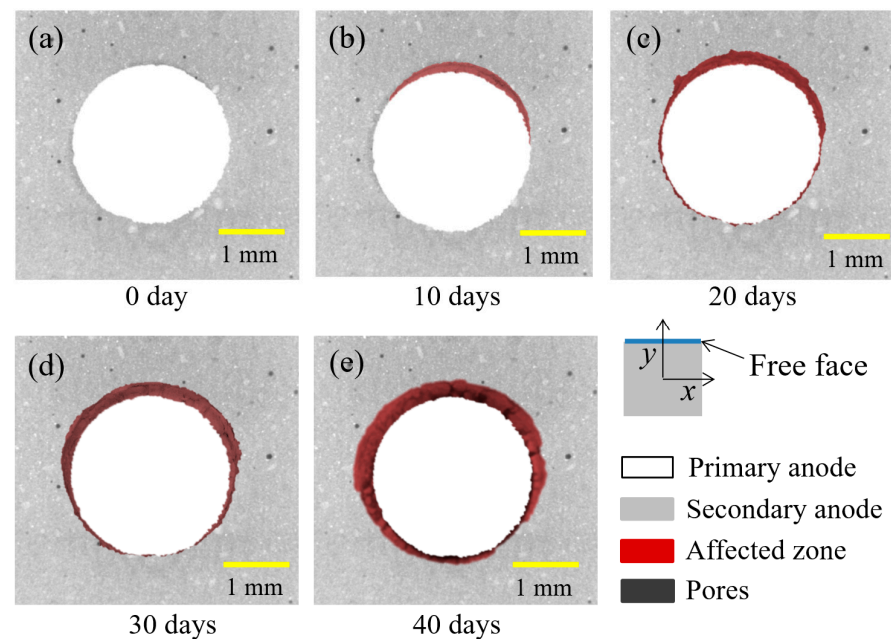 (a)
(b)
(c)
1 mm
1 mm
1 mm
0 day
10 days
20 days
(d)
(e)
y
x
Free face
Primary anode
Secondary anode
Affected zone
Pores
1 mm
1 mm
30 days
40 days